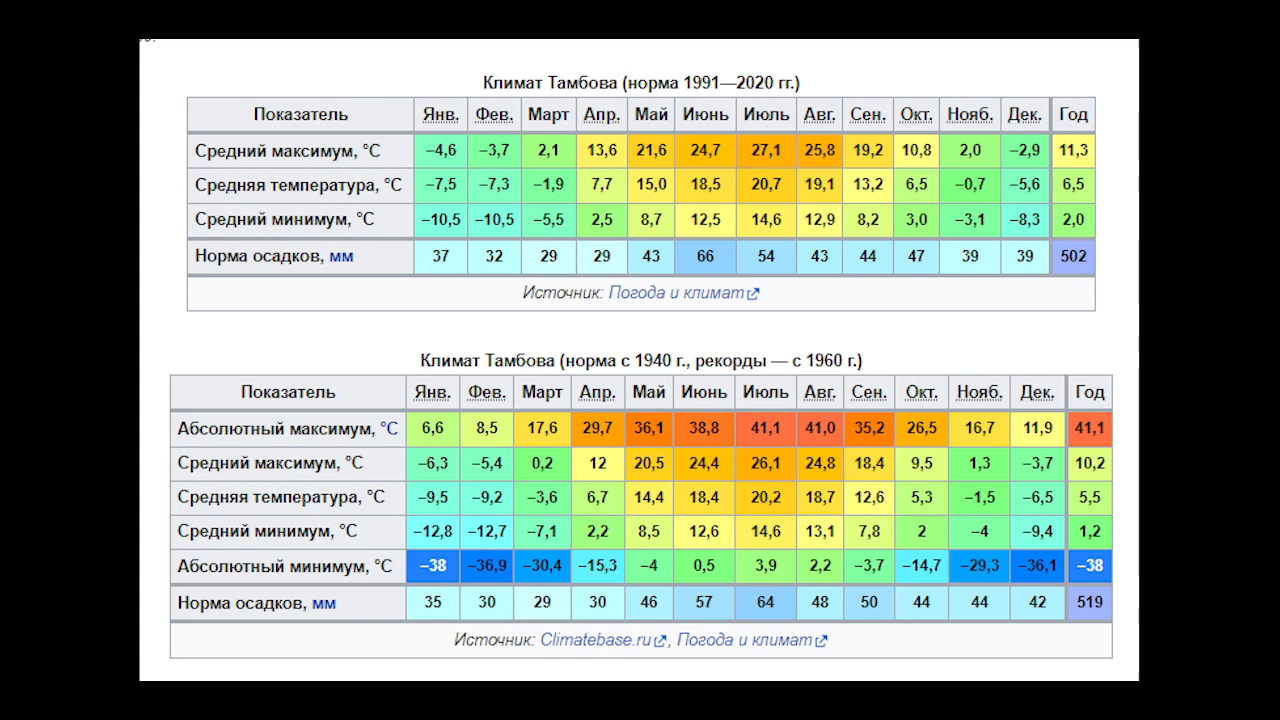 Климат Тамбова (норма 1991—2020 гг.)
Показатель Янв. Фев. Март Апр. Май Июнь Июль Авг. Сен. Окт. Нояб. Дек. Год
Средний максимум, °C −4,6 −3,7 2,1 13,6 21,6 24,7 27,1 25,8 19,2 10,8 2,0 −2,9 11,3
Средняя температура, °C −7,5 −7,3 −1,9 7,7 15,0 18,5 20,7 19,1 13,2 6,5 −0,7 −5,6 6,5
Средний минимум, °C −10,5 −10,5 −5,5 2,5 8,7 12,5 14,6 12,9 8,2 3,0 −3,1 −8,3 2,0
Норма осадков, мм 37 32 29 29 43 66 54 43 44 47 39 39 502
Источник: Погода и климат
Климат Тамбова (норма с 1940 г., рекорды — с 1960 г.)
Показатель Янв. Фев. Март Апр. Май Июнь Июль Авг. Сен. Окт. Нояб. Дек. Год
Абсолютный максимум, °C 6,6 8,5 17,6 29,7 36,1 38,8 41,1 41,0 35,2 26,5 16,7 11,9 41,1
Средний максимум, °C −6,3 −5,4 0,2 12 20,5 24,4 26,1 24,8 18,4 9,5 1,3 −3,7 10,2
Средняя температура, °C −9,5 −9,2 −3,6 6,7 14,4 18,4 20,2 18,7 12,6 5,3 −1,5 −6,5 5,5
Средний минимум, °C −12,8 −12,7 −7,1 2,2 8,5 12,6 14,6 13,1 7,8 2 −4 −9,4 1,2
Абсолютный минимум, °C −38 −36,9 −30,4 −15,3 −4 0,5 3,9 2,2 −3,7 −14,7 −29,3 −36,1 −38
Норма осадков, мм 35 30 29 30 46 57 64 48 50 44 44 42 519
Источник: Climatebase.ru, Погода и климат